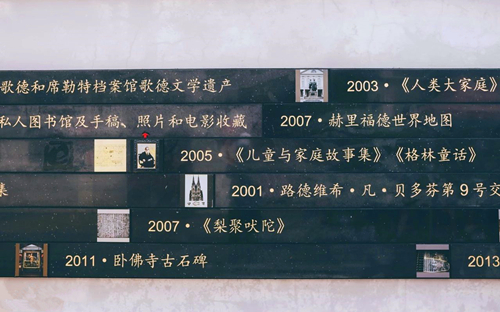 歌德和席勒特档案馆歌德文学遗产 2003·《人类大家庭》
私人图书馆及手稿、照片和电影收藏 2007·赫里福德世界地图
2005·《儿童与家庭故事集》《格林童话》
集 2001·路德维希·凡·贝多芬第9号交
2007·《梨聚吠陀》
2011·卧佛寺古石碑 2013